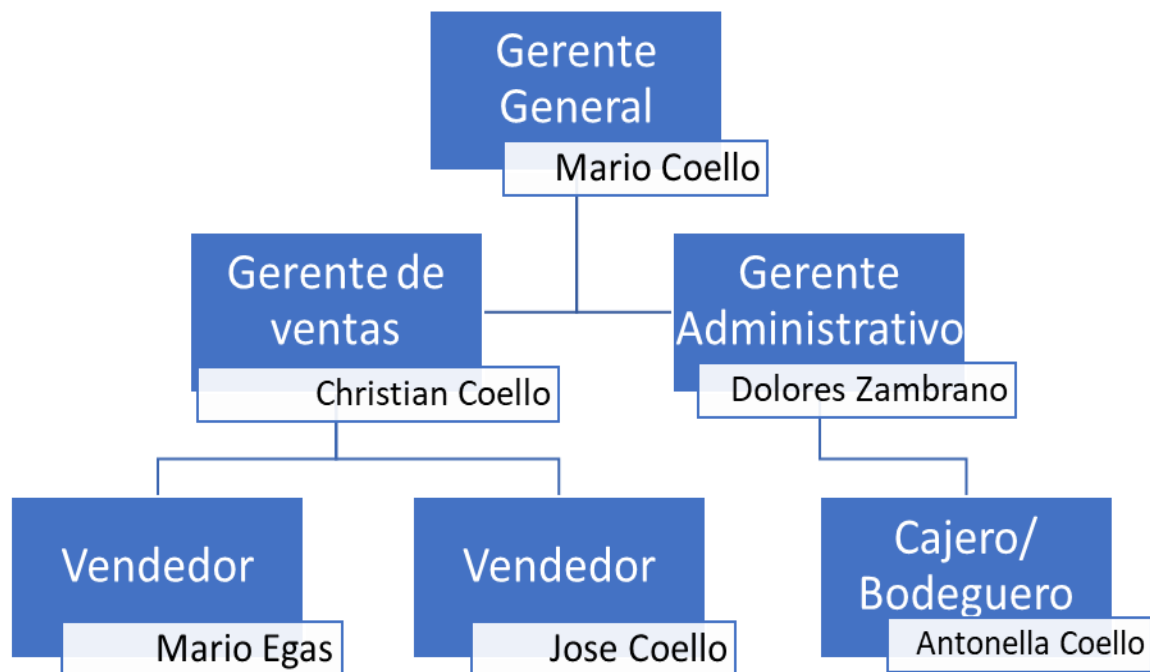 Gerente
General
Mario Coello
Gerente de
ventas
Christian Coello
Gerente
Administrativo
Dolores Zambrano
Vendedor
Mario Egas
Vendedor
Jose Coello
Cajero/
Bodeguero
Antonella Coello